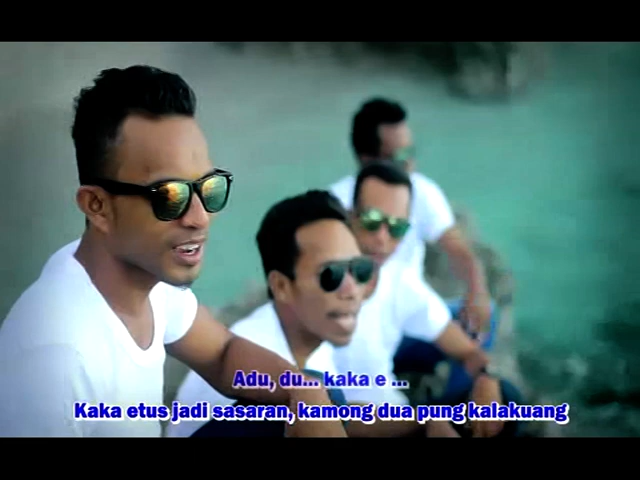 Adu, du... kaka e ...
Kaka etus jadi sasaran, kamong dua pung kalakuang